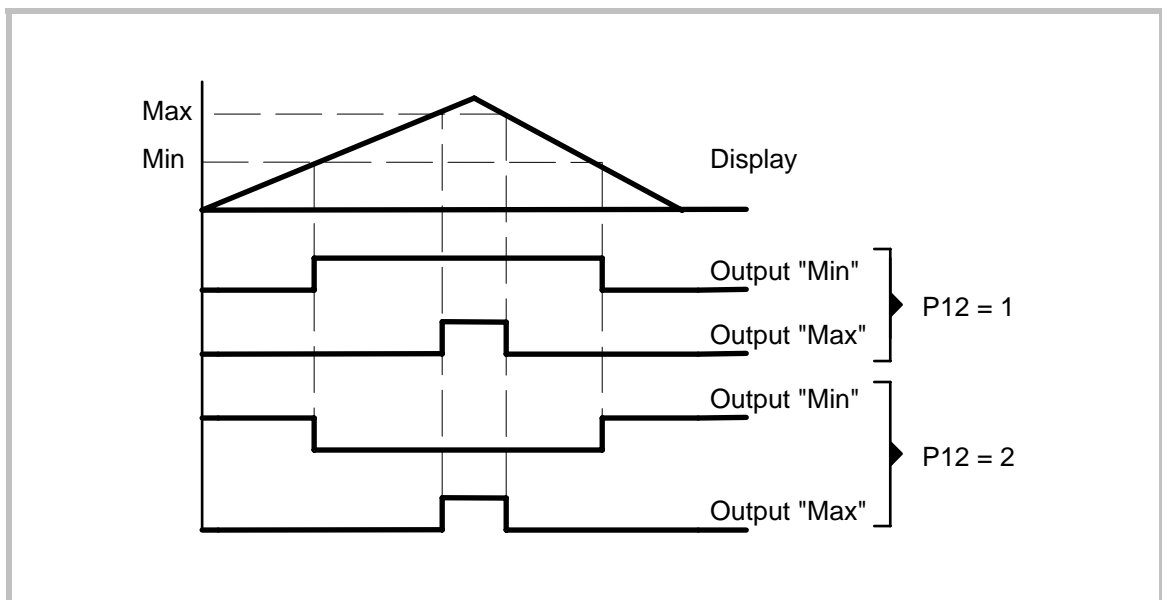 Max
Min
Display
Output "Min"
P12 = 1
Output "Max"
Output "Min"
P12 = 2
Output "Max"